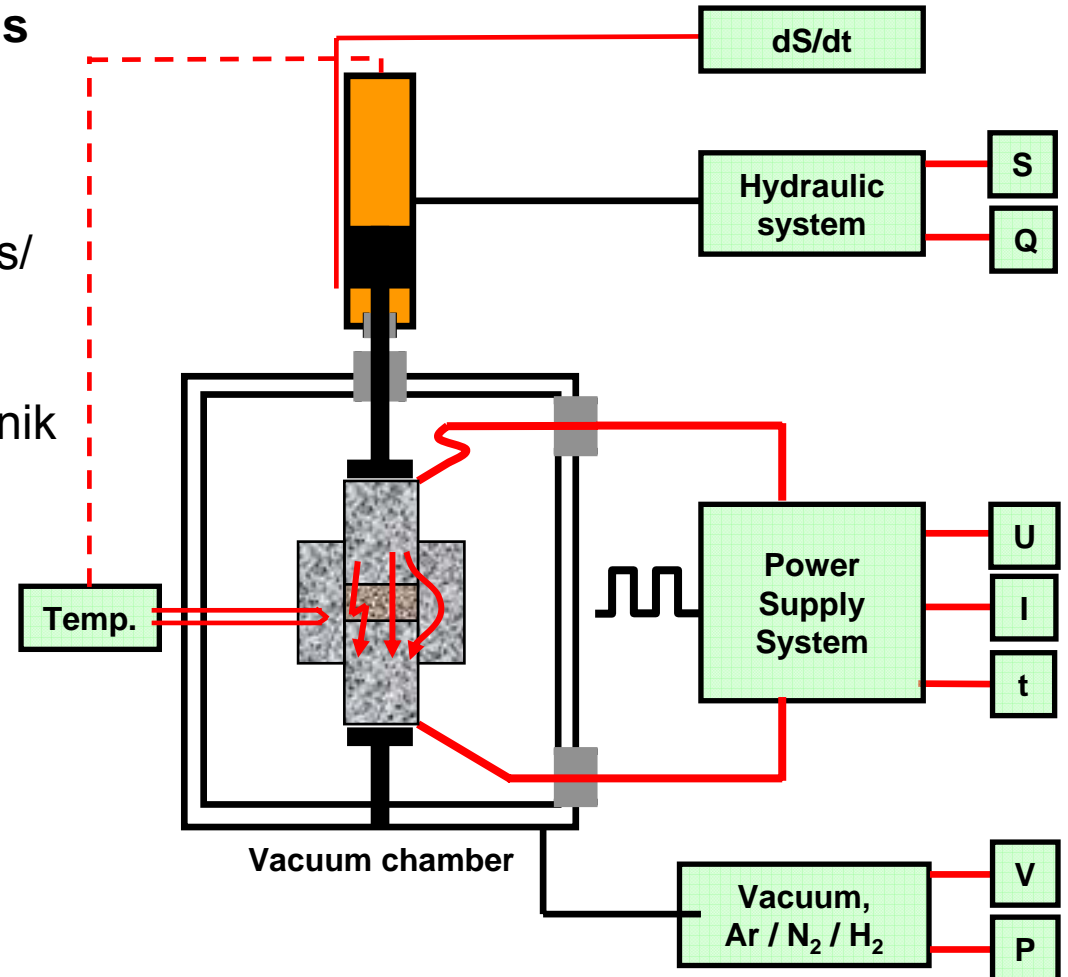 s
s/
nik
dS/dt
Hydraulic
system
S
Q
Temp.
Power
Supply
System
U
I
t
Vacuum chamber
Vacuum,
Ar / N₂ / H₂
V
P